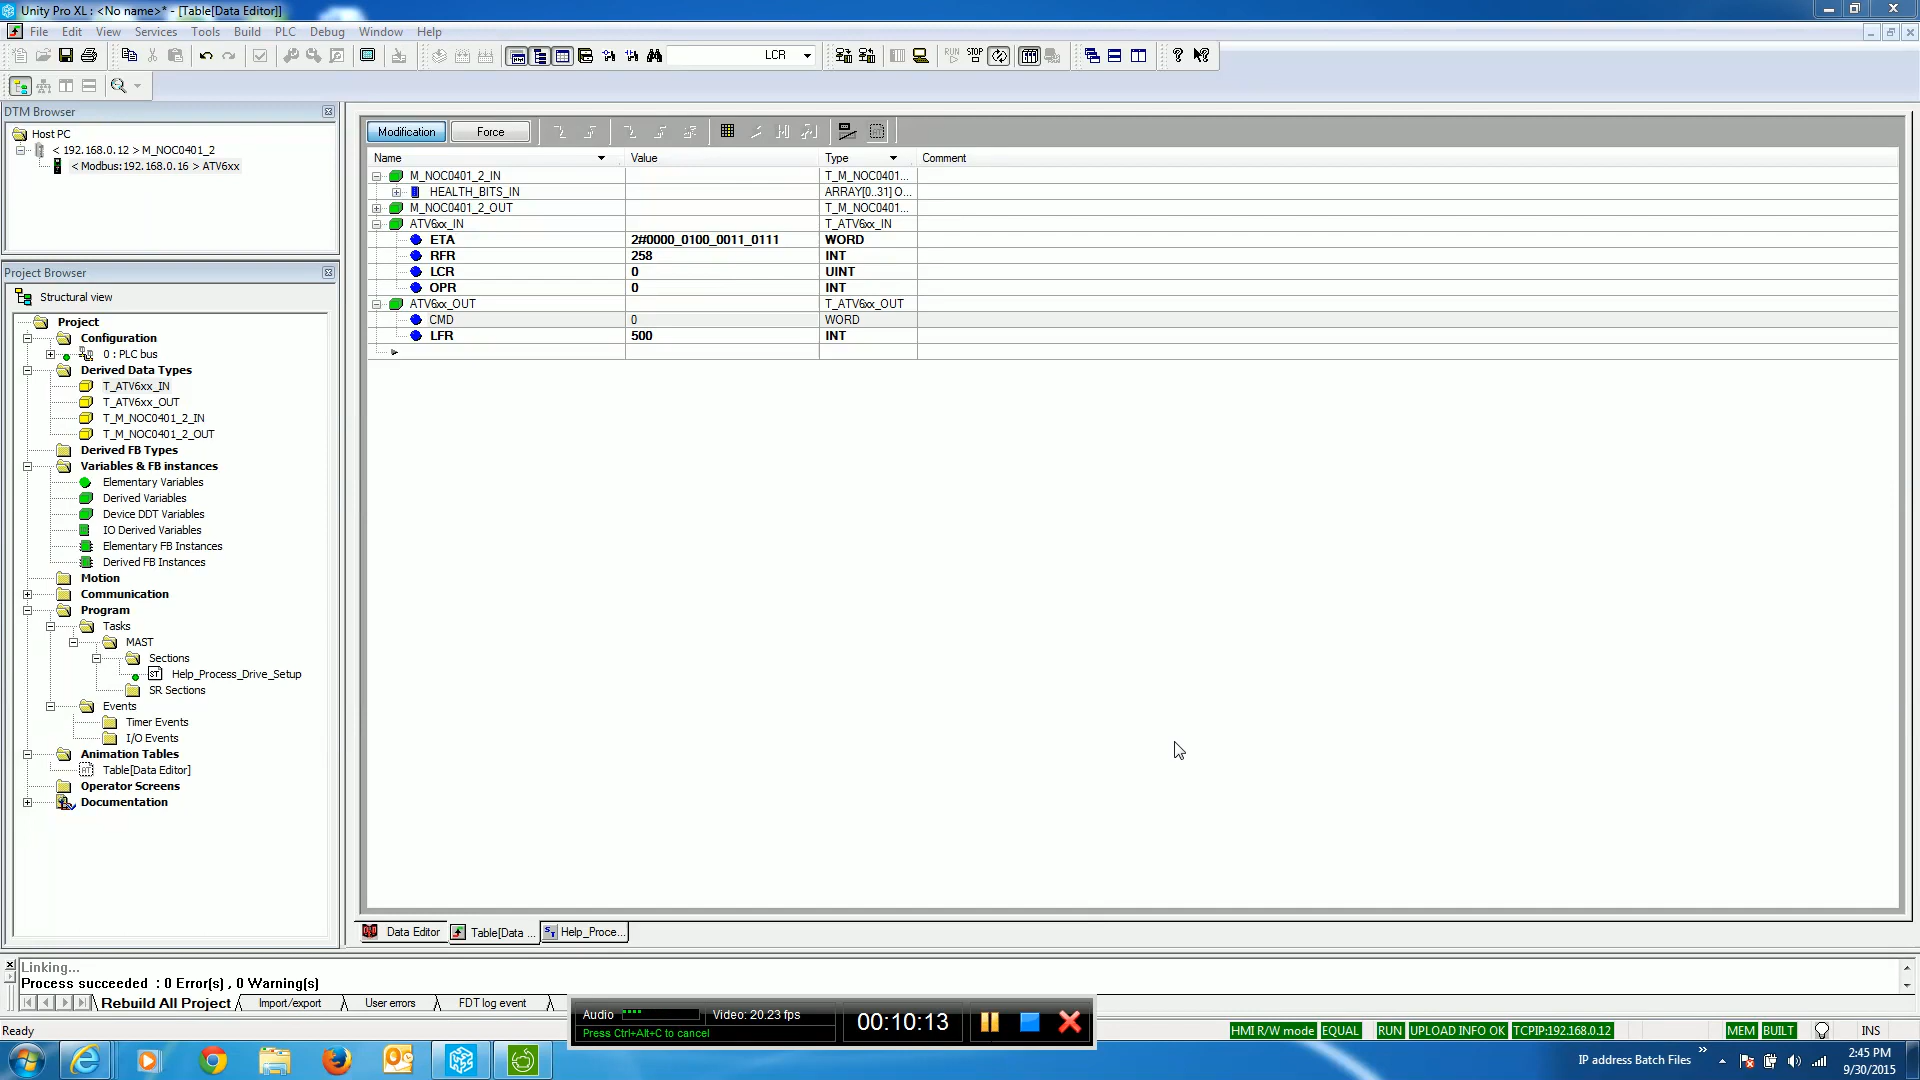 Unity Pro XL : <No name>* - [Table[Data Editor]]
File Edit View Services Tools Build PLC Debug Window Help
LCR
RUN STOP
DTM Browser
Host PC
< 192.168.0.12 > M_NOC0401_2
< Modbus:192.168.0.16 > ATV6xx
Project Browser
Structural view
Project
Configuration
0 : PLC bus
Derived Data Types
T_ATV6xx_IN
T_ATV6xx_OUT
T_M_NOC0401_2_IN
T_M_NOC0401_2_OUT
Derived FB Types
Variables & FB instances
Elementary Variables
Derived Variables
Device DDT Variables
IO Derived Variables
Elementary FB Instances
Derived FB Instances
Motion
Communication
Program
Tasks
MAST
Sections
ST Help_Process_Drive_Setup
SR Sections
Events
Timer Events
I/O Events
Animation Tables
Table[Data Editor]
Operator Screens
Documentation
Modification Force
Name Value Type Comment
M_NOC0401_2_IN T_M_NOC0401...
HEALTH_BITS_IN ARRAY[0..31] O...
M_NOC0401_2_OUT T_M_NOC0401...
ATV6xx_IN T_ATV6xx_IN
ETA 2#0000_0100_0011_0111 WORD
RFR 258 INT
LCR 0 UINT
OPR 0 INT
ATV6xx_OUT T_ATV6xx_OUT
CMD 0 WORD
LFR 500 INT
Data Editor Table[Data ... Help_Proce...
Linking...
Process succeeded : 0 Error(s) , 0 Warning(s)
Rebuild All Project Import/export User errors FDT log event
Audio Video: 20.23 fps 00:10:13
Press Ctrl+Alt+C to cancel
Ready HMI R/W mode EQUAL RUN UPLOAD INFO OK TCPIP:192.168.0.12 MEM BUILT INS
IP address Batch Files » 2:45 PM
9/30/2015